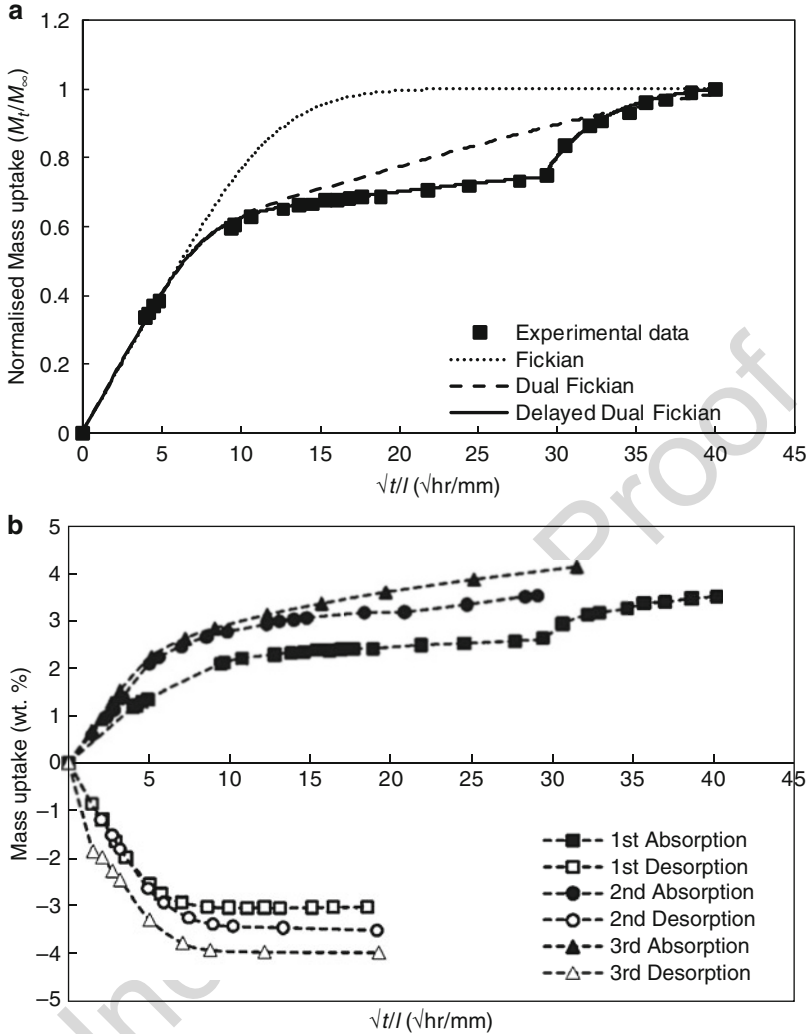 a
1.2
1
0.8
0.6
0.4
0.2
0
Normalised Mass uptake (Mt/M∞)
Experimental data
Fickian
Dual Fickian
Delayed Dual Fickian
0 5 10 15 20 25 30 35 40 45
√t/l (√hr/mm)
b
5
4
3
2
1
0
–1
–2
–3
–4
–5
Mass uptake (wt. %)
5 10 15 20 25 30 35 40 45
1st Absorption
1st Desorption
2nd Absorption
2nd Desorption
3rd Absorption
3rd Desorption
√t/l (√hr/mm)
Proof